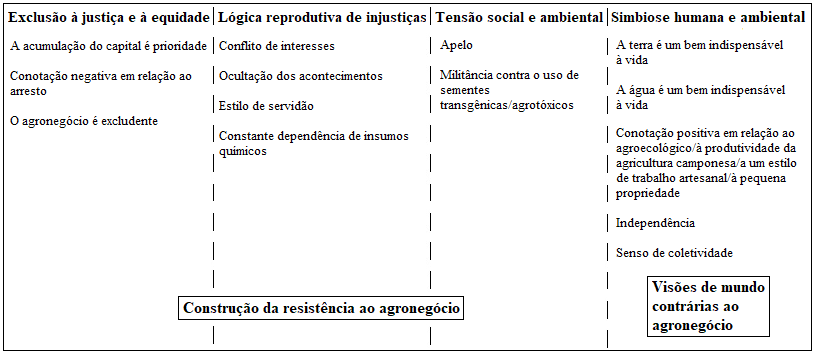 Exclusão à justiça e à equidade
A acumulação do capital é prioridade
Conotação negativa em relação ao
arresto
O agronegócio é excludente
Lógica reprodutiva de injustiças
Conflito de interesses
Ocultação dos acontecimentos
Estilo de servidão
Constante dependência de insumos
químicos
Tensão social e ambiental
Apelo
Militância contra o uso de
sementes
transgênicas/agrotóxicos
Simbiose humana e ambiental
A terra é um bem indispensável
à vida
A água é um bem indispensável
à vida
Conotação positiva em relação ao
agroecológico/à produtividade da
agricultura camponesa/a um estilo
de trabalho artesanal/à pequena
propriedade
Independência
Senso de coletividade
Construção da resistência ao agronegócio
Visões de mundo
contrárias ao
agronegócio